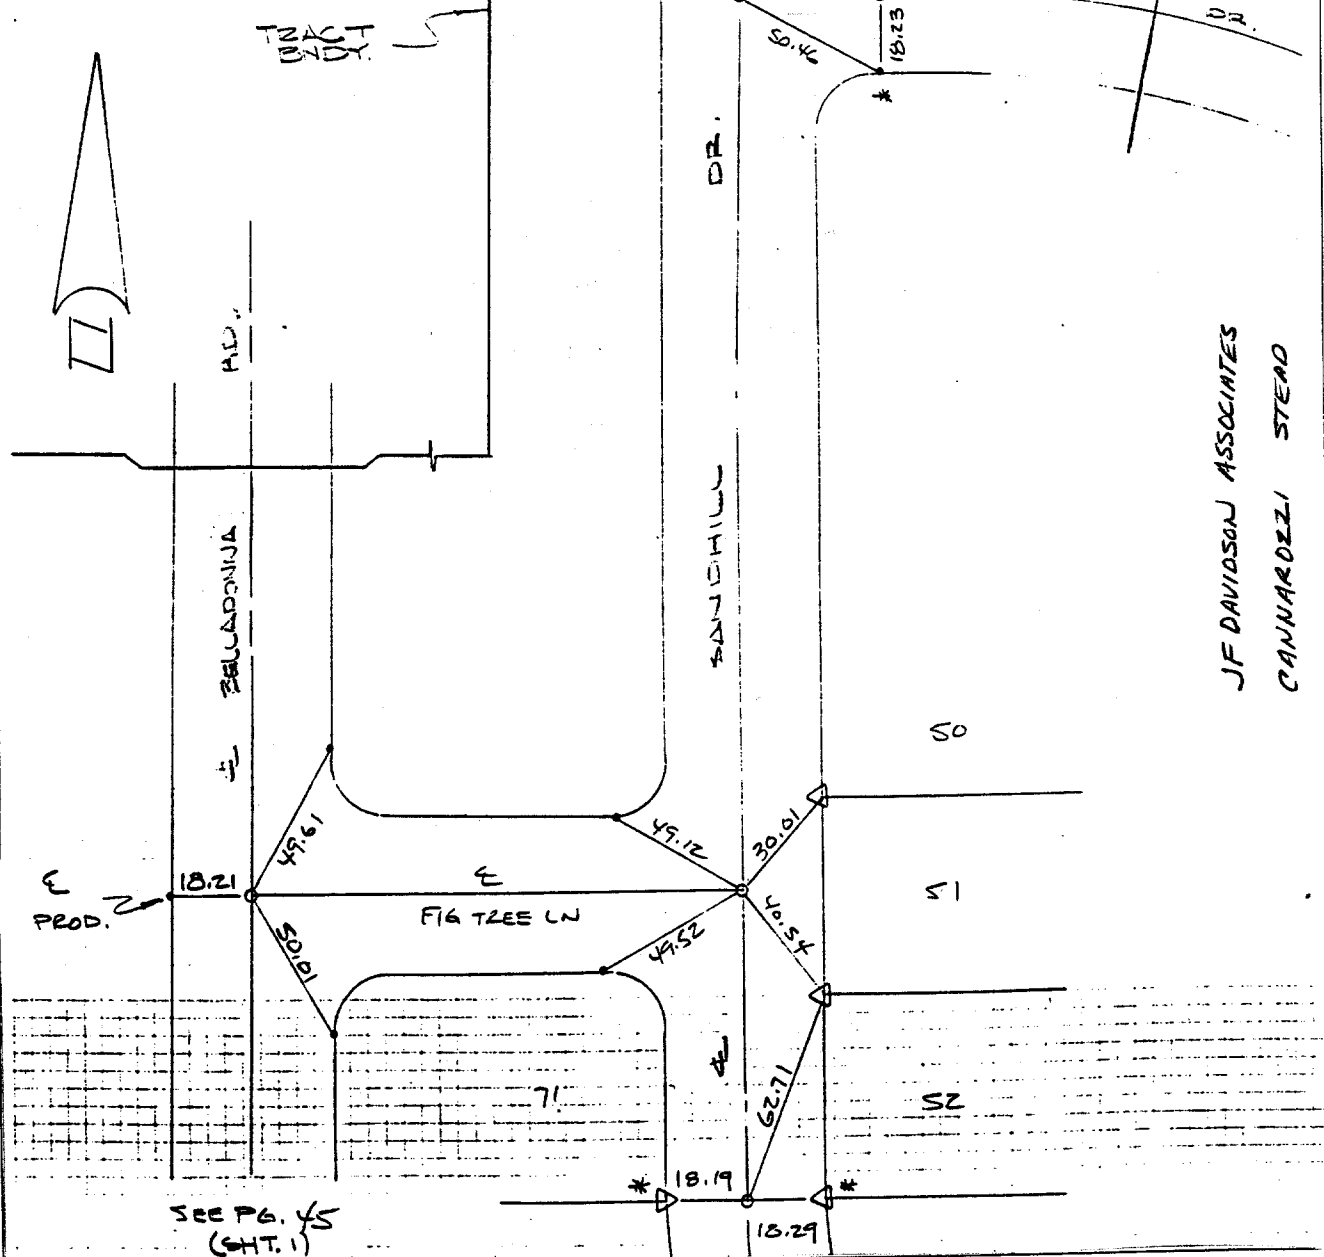 TRACT
BNDY.
50.46
18.23
*
DR.
RD.
SANDHILL
BELLADONNA
JF DAVIDSON ASSOCIATES
CANNAROZZI STEAD
50
49.61
49.12
30.01
℄
PROD.
18.21
℄
FIG TREE LN
51
50.01
49.52
40.54
℄
71
62.71
52
*
18.19
*
18.29
SEE PG. 45
(SHT. 1)